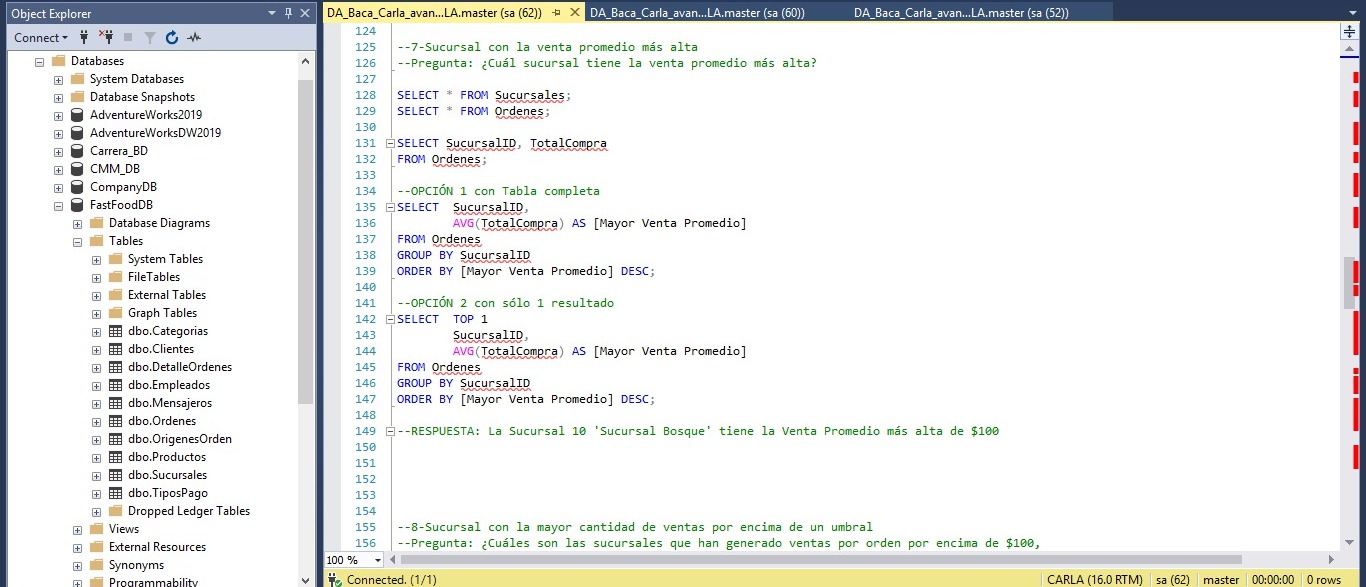 Object Explorer
Connect
Databases
System Databases
Database Snapshots
AdventureWorks2019
AdventureWorksDW2019
Carrera_BD
CMM_DB
CompanyDB
FastFoodDB
Database Diagrams
Tables
System Tables
FileTables
External Tables
Graph Tables
dbo.Categorias
dbo.Clientes
dbo.DetalleOrdenes
dbo.Empleados
dbo.Mensajeros
dbo.Ordenes
dbo.OrigenesOrden
dbo.Productos
dbo.Sucursales
dbo.TiposPago
Dropped Ledger Tables
Views
External Resources
Synonyms
Programmability
DA_Baca_Carla_avan...LA.master (sa (62))
DA_Baca_Carla_avan...LA.master (sa (60))
DA_Baca_Carla_avan...LA.master (sa (52))
124
125 --7-Sucursal con la venta promedio más alta
126 --Pregunta: ¿Cuál sucursal tiene la venta promedio más alta?
127
128 SELECT * FROM Sucursales;
129 SELECT * FROM Ordenes;
130
131 SELECT SucursalID, TotalCompra
132 FROM Ordenes;
133
134 --OPCIÓN 1 con Tabla completa
135 SELECT SucursalID,
136 AVG(TotalCompra) AS [Mayor Venta Promedio]
137 FROM Ordenes
138 GROUP BY SucursalID
139 ORDER BY [Mayor Venta Promedio] DESC;
140
141 --OPCIÓN 2 con sólo 1 resultado
142 SELECT TOP 1
143 SucursalID,
144 AVG(TotalCompra) AS [Mayor Venta Promedio]
145 FROM Ordenes
146 GROUP BY SucursalID
147 ORDER BY [Mayor Venta Promedio] DESC;
148
149 --RESPUESTA: La Sucursal 10 'Sucursal Bosque' tiene la Venta Promedio más alta de $100
150
151
152
153
154
155 --8-Sucursal con la mayor cantidad de ventas por encima de un umbral
156 --Pregunta: ¿Cuáles son las sucursales que han generado ventas por orden por encima de $100,
100 %
Connected. (1/1)
CARLA (16.0 RTM)
sa (62)
master
00:00:00
0 rows